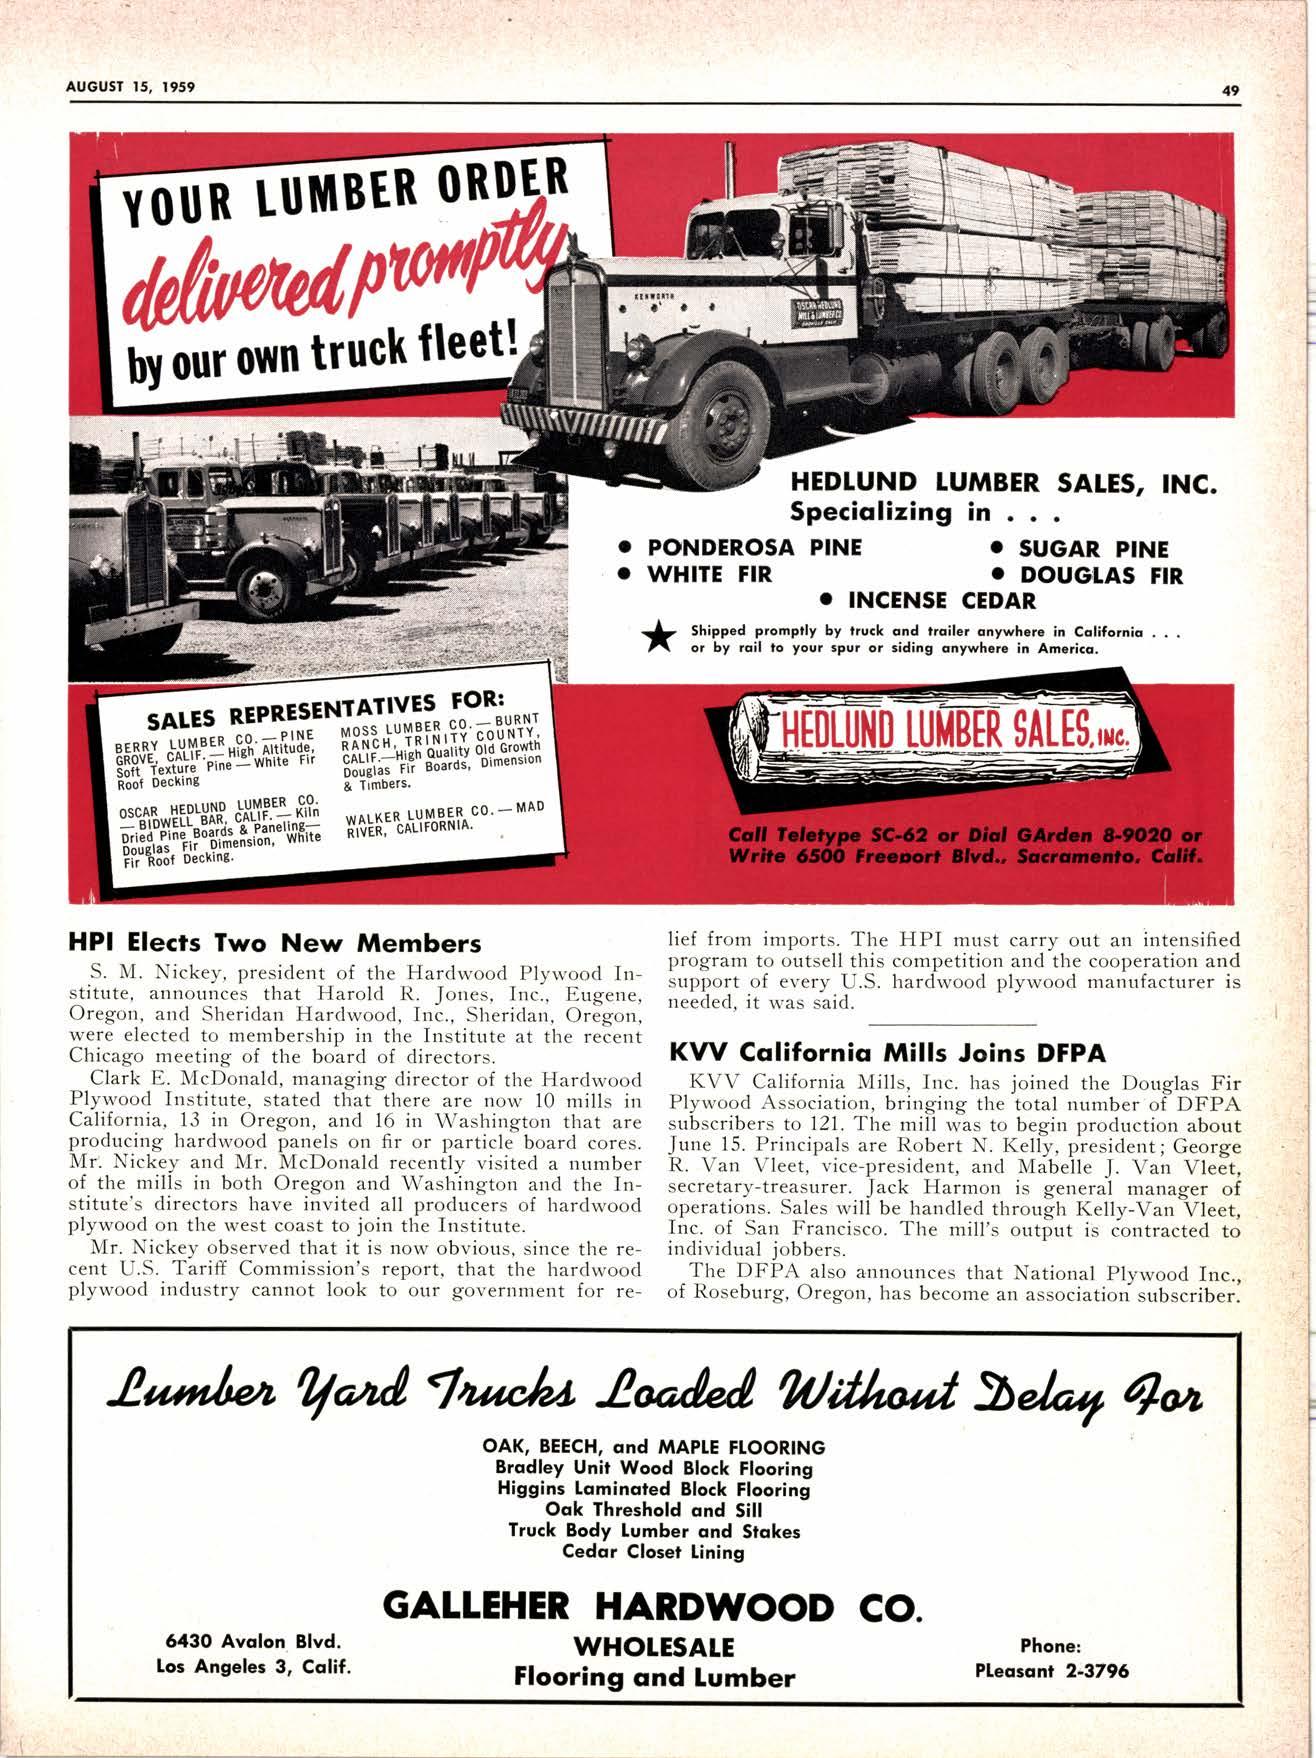 AUGUST 15, 1959
49
YOUR LUMBER ORDER
delivered promptly
by our own truck fleet!
KENWORTH
OSCAR HEDLUND
MILL & LUMBER CO.
OROVILLE CALIF.
HEDLUND LUMBER SALES, INC.
Specializing in . . .
• PONDEROSA PINE • SUGAR PINE
• WHITE FIR • DOUGLAS FIR
• INCENSE CEDAR
★ Shipped promptly by truck and trailer anywhere in California . . .
or by rail to your spur or siding anywhere in America.
SALES REPRESENTATIVES FOR:
BERRY LUMBER CO. — PINE
GROVE, CALIF. — High Altitude,
Soft Texture Pine — White Fir
Roof Decking
OSCAR HEDLUND LUMBER CO.
— BIDWELL BAR, CALIF. — Kiln
Dried Pine Boards & Paneling—
Douglas Fir Dimension, White
Fir Roof Decking.
MOSS LUMBER CO. — BURNT
RANCH, TRINITY COUNTY,
CALIF.—High Quality Old Growth
Douglas Fir Boards, Dimension
& Timbers.
WALKER LUMBER CO. — MAD
RIVER, CALIFORNIA.
HEDLUND LUMBER SALES, INC.
Call Teletype SC-62 or Dial GArden 8-9020 or
Write 6500 Freeport Blvd., Sacramento, Calif.
HPI Elects Two New Members
S. M. Nickey, president of the Hardwood Plywood In-
stitute, announces that Harold R. Jones, Inc., Eugene,
Oregon, and Sheridan Hardwood, Inc., Sheridan, Oregon,
were elected to membership in the Institute at the recent
Chicago meeting of the board of directors.
Clark E. McDonald, managing director of the Hardwood
Plywood Institute, stated that there are now 10 mills in
California, 13 in Oregon, and 16 in Washington that are
producing hardwood panels on fir or particle board cores.
Mr. Nickey and Mr. McDonald recently visited a number
of the mills in both Oregon and Washington and the In-
stitute's directors have invited all producers of hardwood
plywood on the west coast to join the Institute.
Mr. Nickey observed that it is now obvious, since the re-
cent U.S. Tariff Commission's report, that the hardwood
plywood industry cannot look to our government for re-
lief from imports. The HPI must carry out an intensified
program to outsell this competition and the cooperation and
support of every U.S. hardwood plywood manufacturer is
needed, it was said.
KVV California Mills Joins DFPA
KVV California Mills, Inc. has joined the Douglas Fir
Plywood Association, bringing the total number of DFPA
subscribers to 121. The mill was to begin production about
June 15. Principals are Robert N. Kelly, president; George
R. Van Vleet, vice-president, and Mabelle J. Van Vleet,
secretary-treasurer. Jack Harmon is general manager of
operations. Sales will be handled through Kelly-Van Vleet,
Inc. of San Francisco. The mill's output is contracted to
individual jobbers.
The DFPA also announces that National Plywood Inc.,
of Roseburg, Oregon, has become an association subscriber.
Lumber Yard Trucks Loaded Without Delay For
OAK, BEECH, and MAPLE FLOORING
Bradley Unit Wood Block Flooring
Higgins Laminated Block Flooring
Oak Threshold and Sill
Truck Body Lumber and Stakes
Cedar Closet Lining
GALLEHER HARDWOOD CO.
6430 Avalon Blvd.
Los Angeles 3, Calif.
WHOLESALE
Flooring and Lumber
Phone:
PLeasant 2-3796